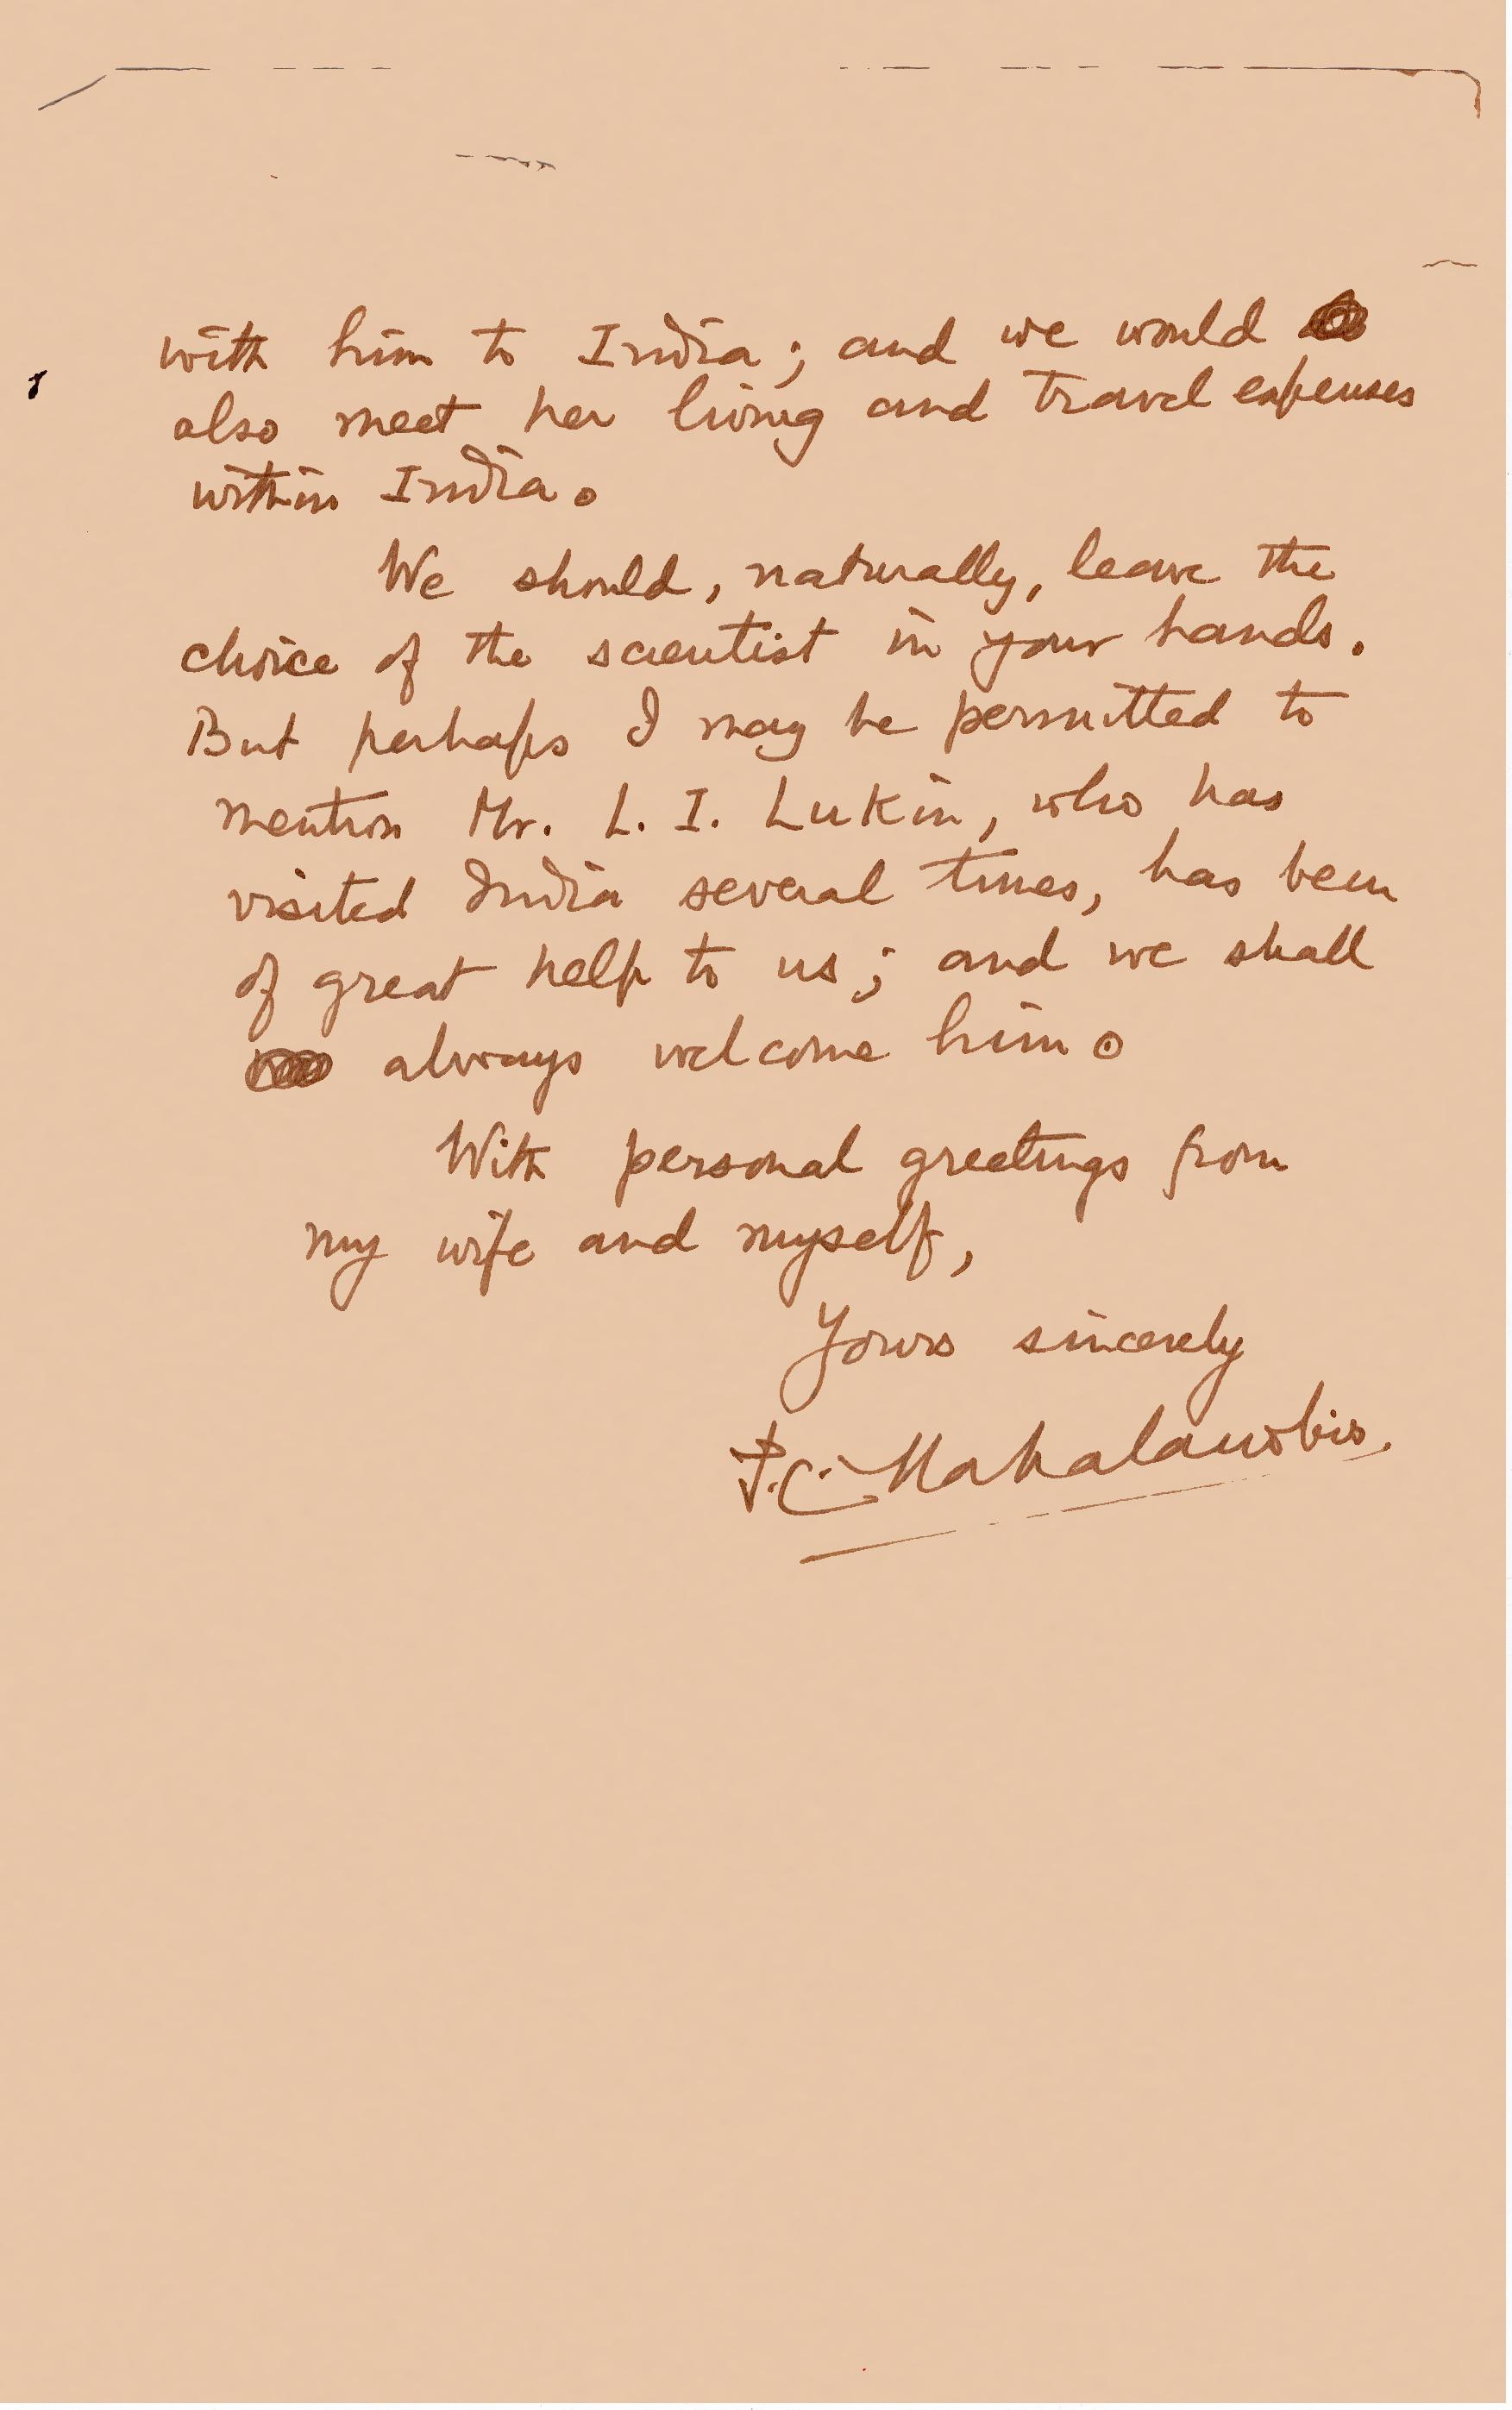 with him to India; and we would
also meet her living and travel expenses
within India.
We should, naturally, leave the
choice of the scientist in your hands.
But perhaps I may be permitted to
mention Mr. L. I. Lukin, who has
visited India several times, has been
of great help to us; and we shall
always welcome him.
With personal greetings from
my wife and myself,
Yours sincerely
P.C. Mahalanobis.